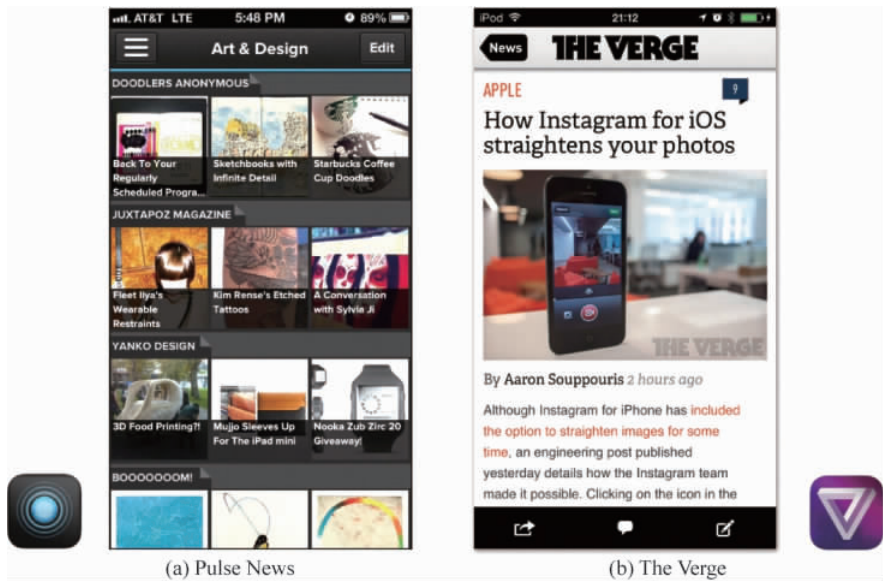 AT&T LTE 5:48 PM 89%
Art & Design Edit
DOODLERS ANONYMOUS
Back To Your
Regularly
Scheduled Progra...
Sketchbooks with
Infinite Detail
Starbucks Coffee
Cup Doodles
JUXTAPOZ MAGAZINE
Fleet Ilya's
Wearable
Restraints
Kim Rense's Etched
Tattoos
A Conversation
with Sylvia Ji
YANKO DESIGN
3D Food Printing?!
Mujjo Sleeves Up
For The iPad mini
Nooka Zub Zirc 20
Giveaway!
BOOOOOOOM!
(a) Pulse News
iPod 21:12
News THE VERGE
APPLE 9
How Instagram for iOS
straightens your photos
THE VERGE
By Aaron Souppouris 2 hours ago
Although Instagram for iPhone has included
the option to straighten images for some
time, an engineering post published
yesterday details how the Instagram team
made it possible. Clicking on the icon in the
(b) The Verge